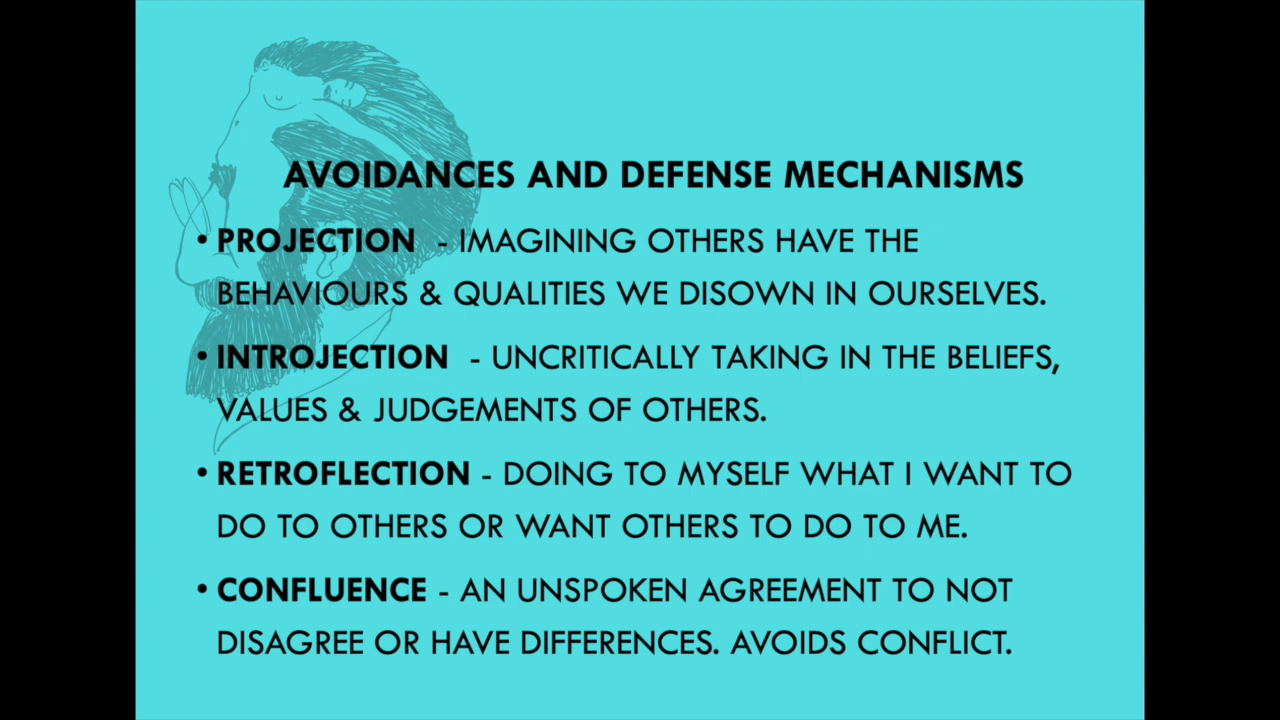 AVOIDANCES AND DEFENSE MECHANISMS
• PROJECTION - IMAGINING OTHERS HAVE THE
BEHAVIOURS & QUALITIES WE DISOWN IN OURSELVES.
• INTROJECTION - UNCRITICALLY TAKING IN THE BELIEFS,
VALUES & JUDGEMENTS OF OTHERS.
• RETROFLECTION - DOING TO MYSELF WHAT I WANT TO
DO TO OTHERS OR WANT OTHERS TO DO TO ME.
• CONFLUENCE - AN UNSPOKEN AGREEMENT TO NOT
DISAGREE OR HAVE DIFFERENCES. AVOIDS CONFLICT.